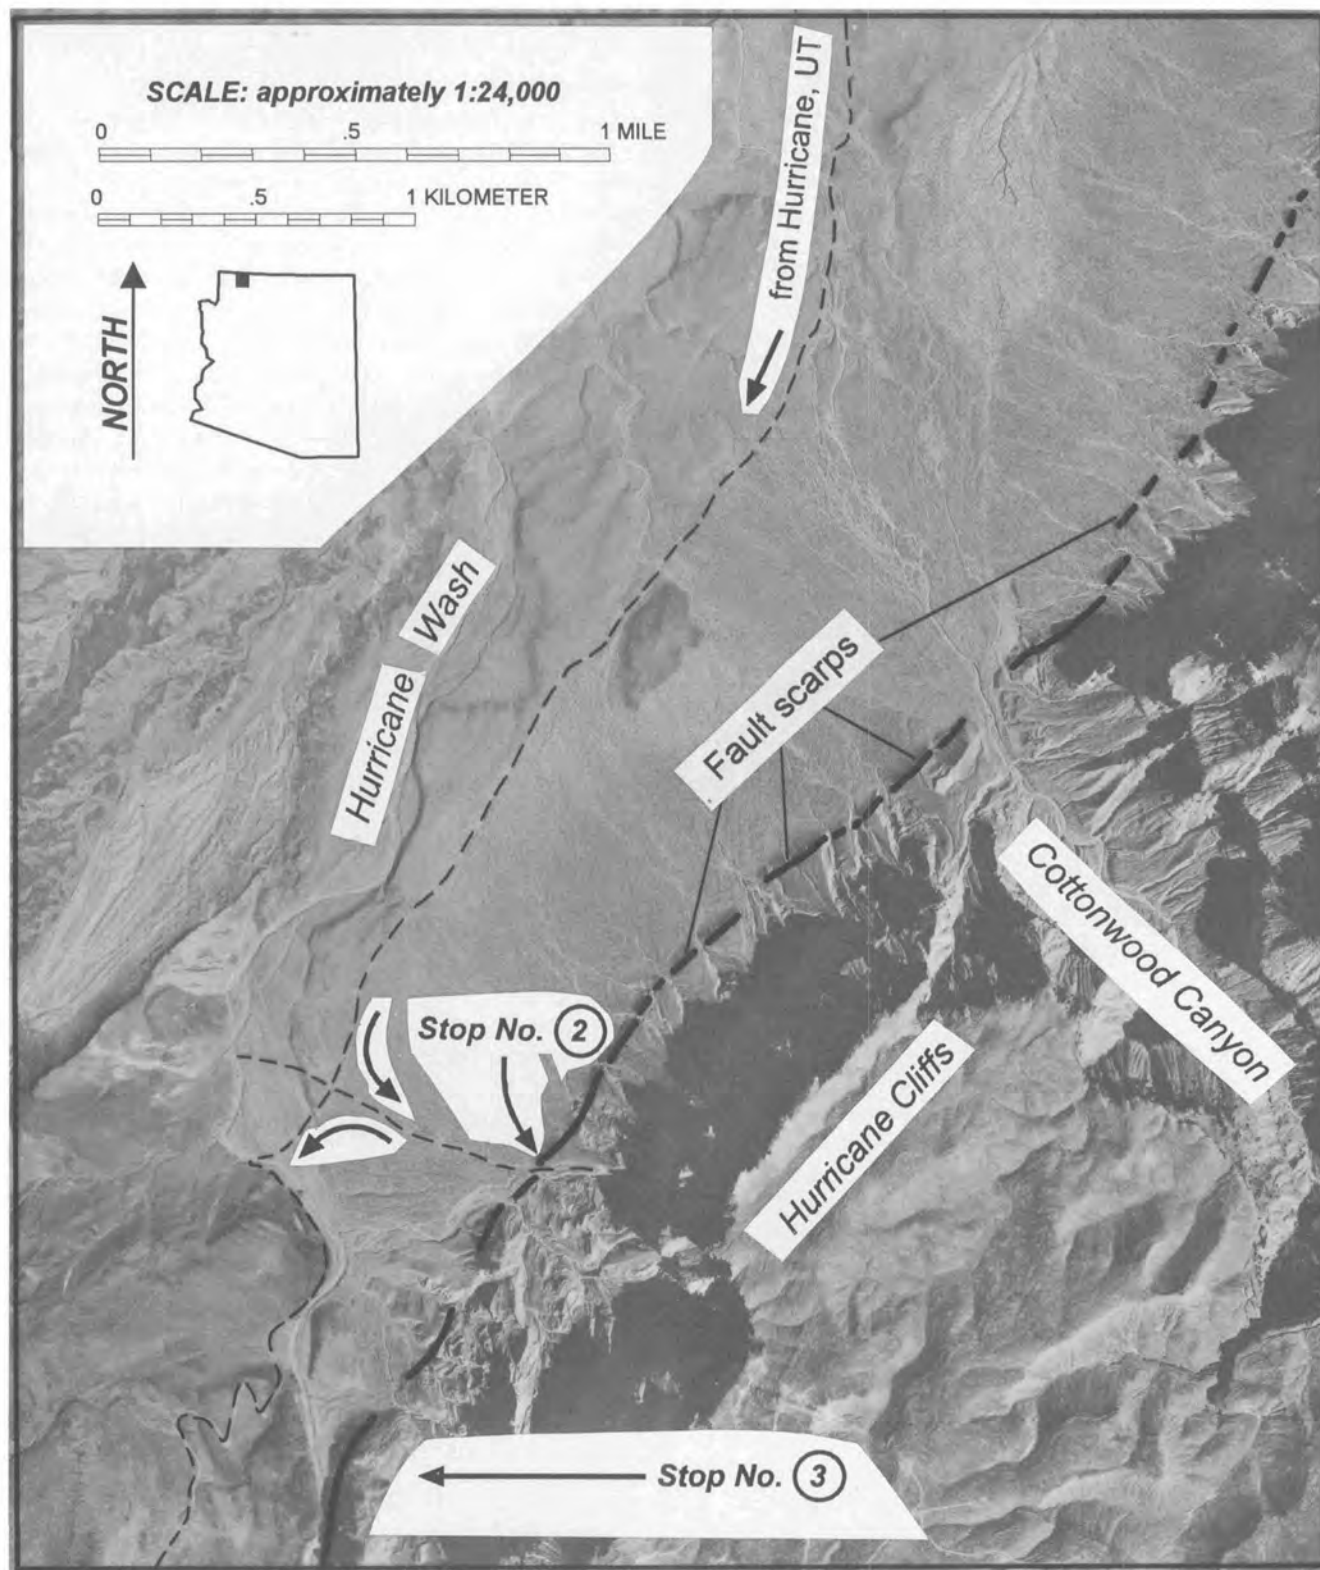 SCALE: approximately 1:24,000
0 .5 1 MILE
0 .5 1 KILOMETER
NORTH
from Hurricane, UT
Hurricane Wash
Fault scarps
Cottonwood Canyon
Hurricane Cliffs
Stop No. 2
Stop No. 3